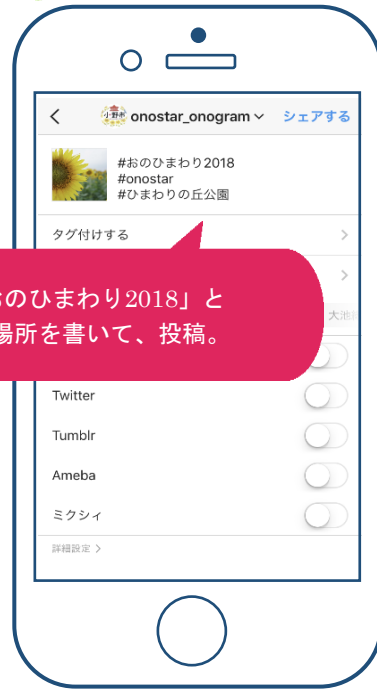 小野市 onostar_onogram シェアする
#おのひまわり2018
#onostar
#ひまわりの丘公園
タグ付けする
おのひまわり2018」と
場所を書いて、投稿。
大池
Twitter
Tumblr
Ameba
ミクシィ
詳細設定